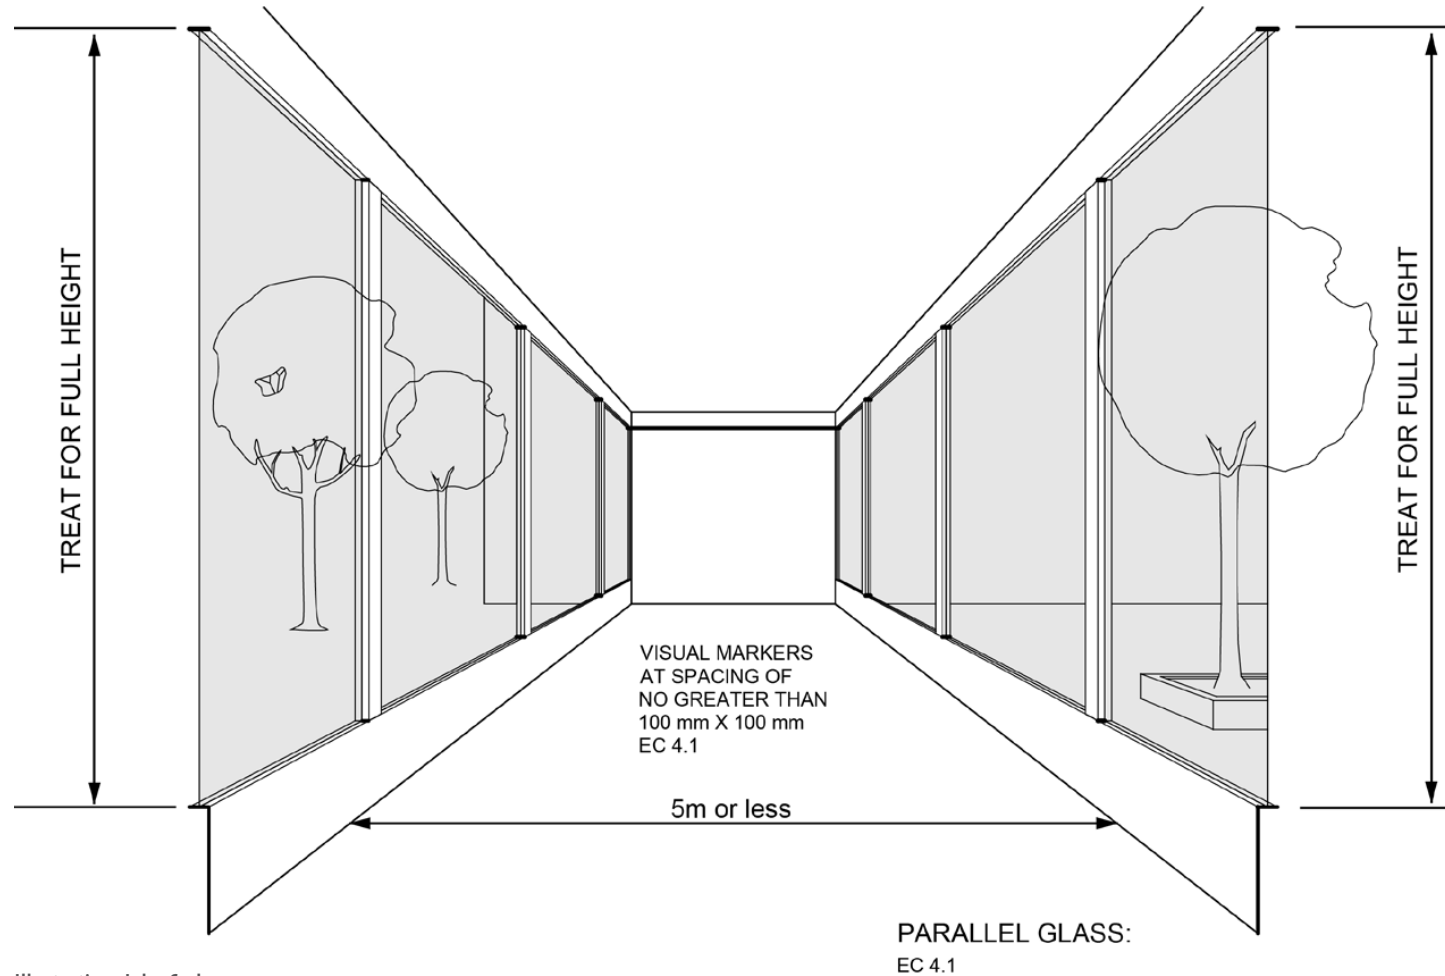 TREAT FOR FULL HEIGHT
TREAT FOR FULL HEIGHT
VISUAL MARKERS
AT SPACING OF
NO GREATER THAN
100 mm X 100 mm
EC 4.1
5m or less
PARALLEL GLASS:
EC 4.1